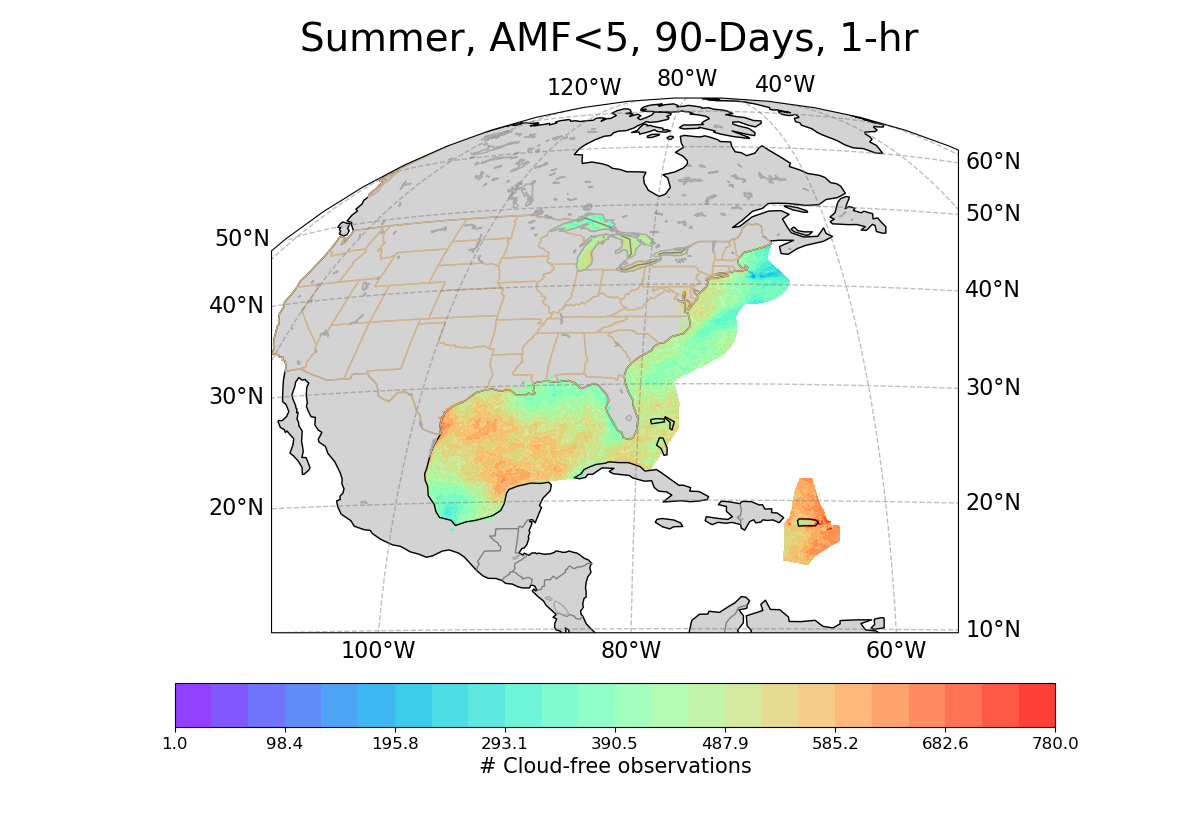 Summer, AMF<5, 90-Days, 1-hr
120°W 80°W 40°W
60°N
50°N
50°N
40°N
40°N
30°N
30°N
20°N
20°N
10°N
100°W 80°W 60°W
1.0 98.4 195.8 293.1 390.5 487.9 585.2 682.6 780.0
# Cloud-free observations